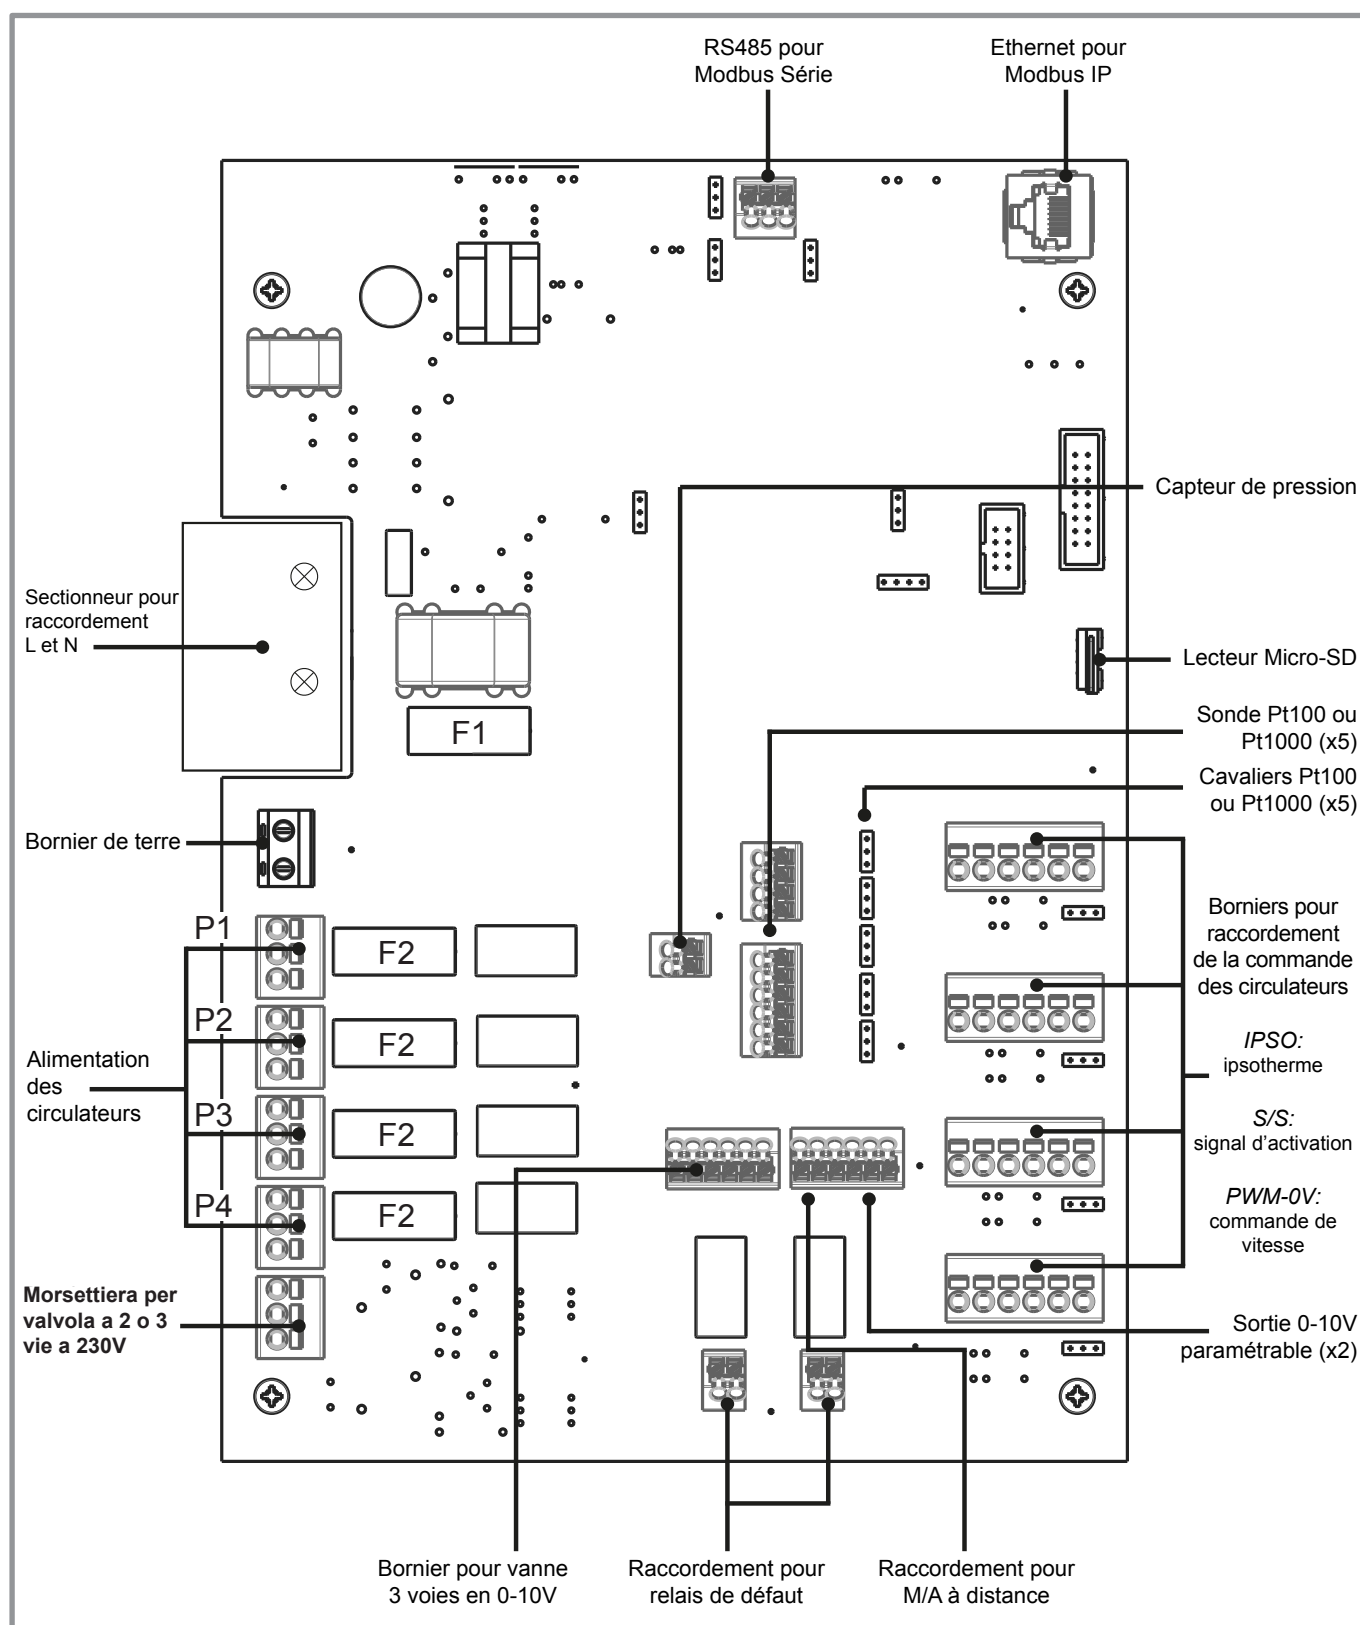 RS485 pour
Modbus Série
Ethernet pour
Modbus IP
Capteur de pression
Sectionneur pour
raccordement
L et N
Lecteur Micro-SD
Sonde Pt100 ou
Pt1000 (x5)
F1
Cavaliers Pt100
ou Pt1000 (x5)
Bornier de terre
P1
F2
Borniers pour
raccordement
de la commande
des circulateurs
P2
F2
IPSO:
ipsotherme
Alimentation
des
circulateurs
P3
F2
S/S:
signal d’activation
P4
F2
PWM-0V:
commande de
vitesse
Morsettiera per
valvola a 2 o 3
vie a 230V
Sortie 0-10V
paramétrable (x2)
Bornier pour vanne
3 voies en 0-10V
Raccordement pour
relais de défaut
Raccordement pour
M/A à distance